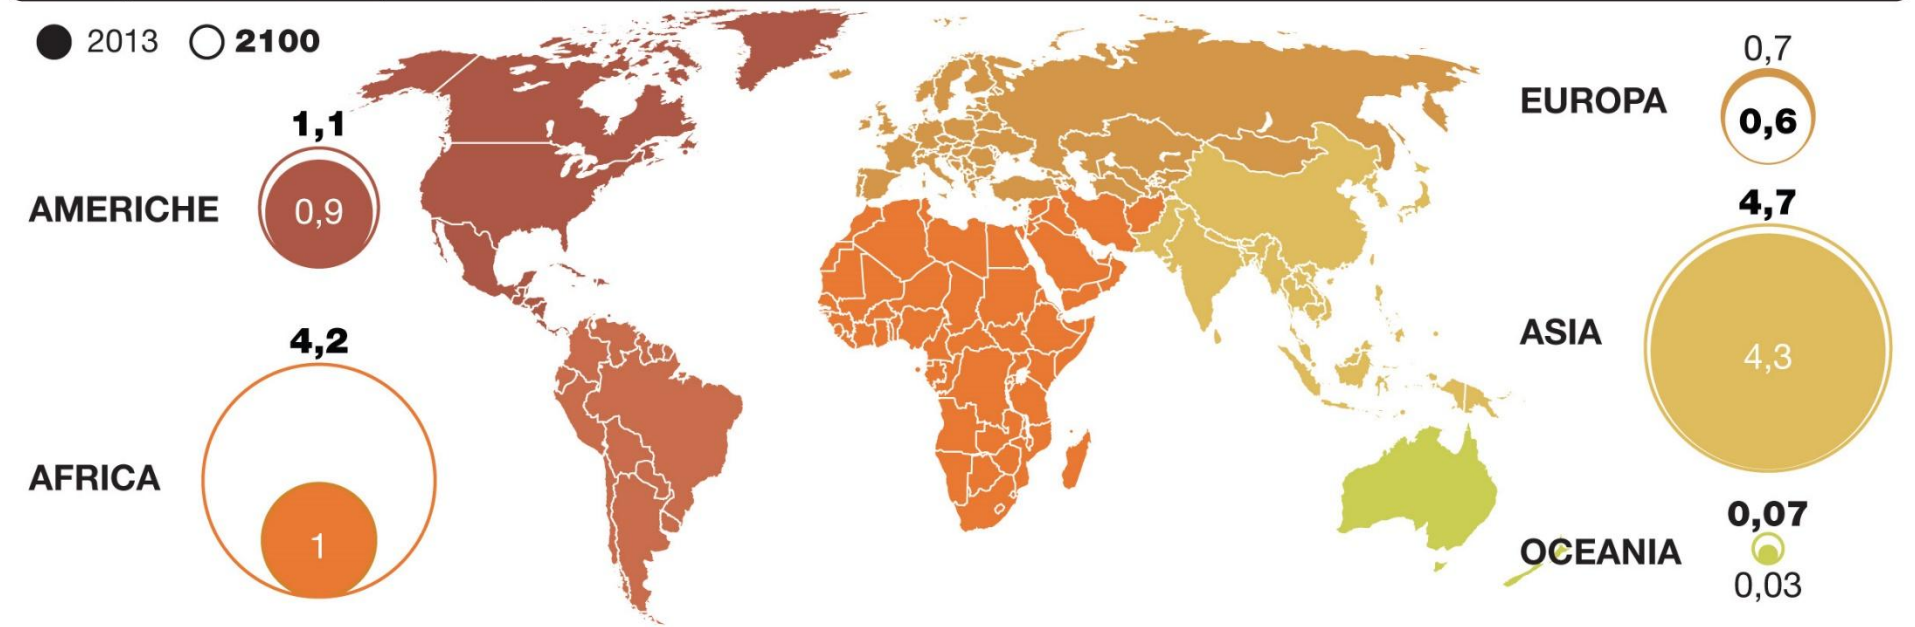 2013 2100
1,1
AMERICHE
0,9
4,2
AFRICA
1
0,7
EUROPA
0,6
4,7
ASIA
4,3
0,07
OCEANIA
0,03